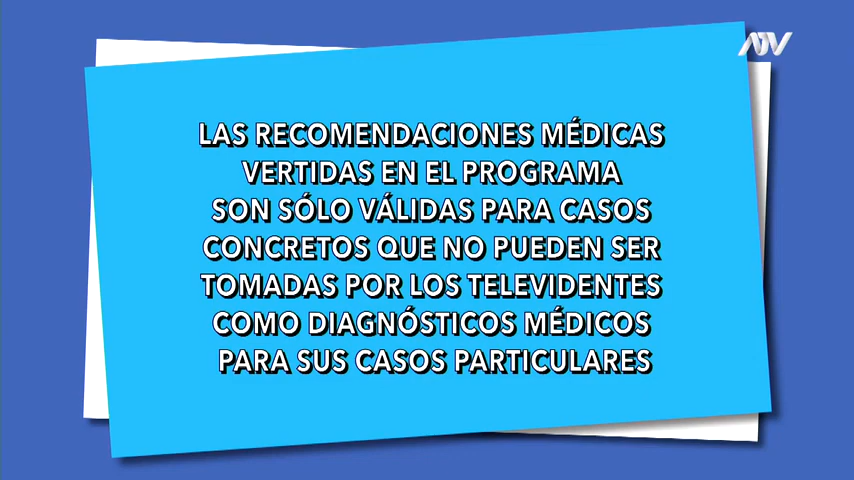 ATV
LAS RECOMENDACIONES MÉDICAS
VERTIDAS EN EL PROGRAMA
SON SÓLO VÁLIDAS PARA CASOS
CONCRETOS QUE NO PUEDEN SER
TOMADAS POR LOS TELEVIDENTES
COMO DIAGNÓSTICOS MÉDICOS
PARA SUS CASOS PARTICULARES